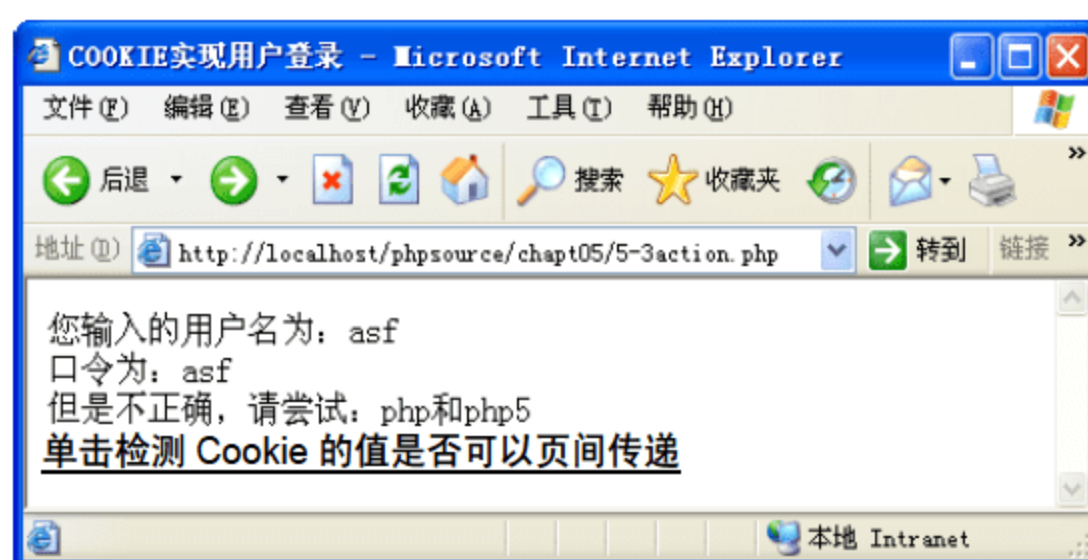 COOKIE实现用户登录 - Microsoft Internet Explorer
文件(F) 编辑(E) 查看(V) 收藏(A) 工具(T) 帮助(H)
后退 搜索 收藏夹 »
地址(D) http://localhost/phpsource/chapt05/5-3action.php 转到 链接 »
您输入的用户名为：asf
口令为：asf
但是不正确，请尝试：php和php5
单击检测 Cookie 的值是否可以页间传递
本地 Intranet